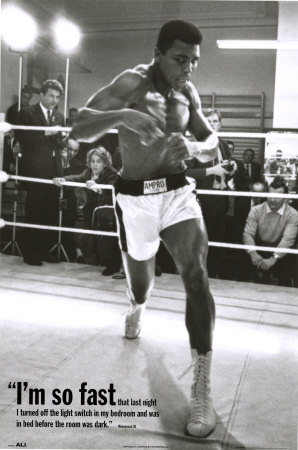 AMPRO
"I'm so fast that last night
I turned off the light switch in my bedroom and was
in bed before the room was dark." Muhammad Ali
ALI